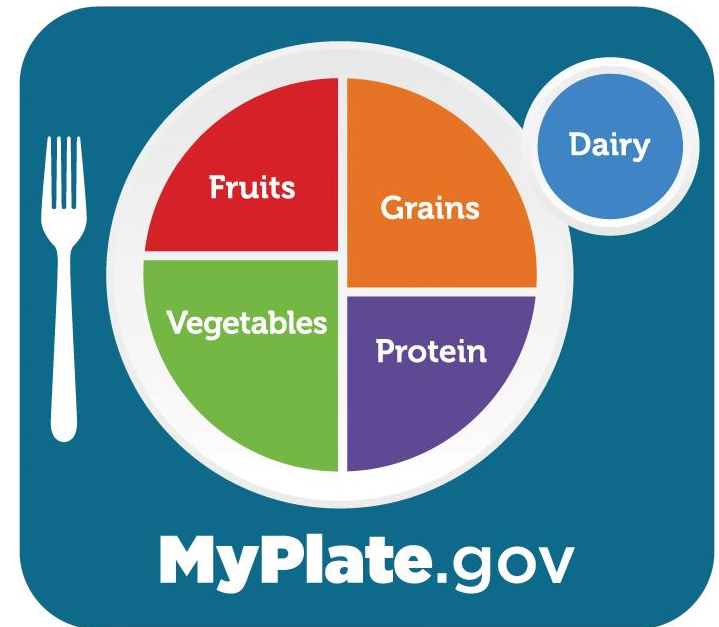 Fruits
Grains
Dairy
Vegetables
Protein
MyPlate.gov